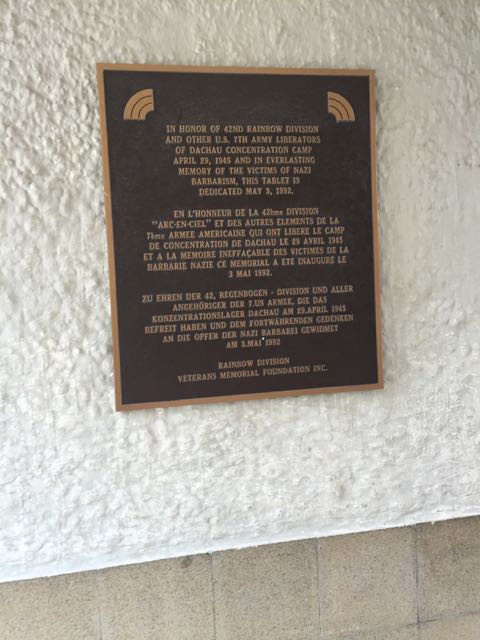 IN HONOR OF 42ND RAINBOW DIVISION
AND OTHER U.S. 7TH ARMY LIBERATORS
OF DACHAU CONCENTRATION CAMP
APRIL 29, 1945 AND IN EVERLASTING
MEMORY OF THE VICTIMS OF NAZI
BARBARISM, THIS TABLET IS
DEDICATED MAY 3, 1992.
EN L'HONNEUR DE LA 42ème DIVISION
"ARC-EN-CIEL" ET DES AUTRES ELEMENTS DE LA
7ème ARMEE AMERICAINE QUI ONT LIBERE LE CAMP
DE CONCENTRATION DE DACHAU LE 29 AVRIL 1945
ET A LA MEMOIRE INEFFAÇABLE DES VICTIMES DE LA
BARBARIE NAZIE CE MEMORIAL A ETE INAUGURE LE
3 MAI 1992.
ZU EHREN DER 42, REGENBOGEN - DIVISION UND ALLER
ANGEHÖRIGER DER 7.US ARMEE, DIE DAS
KONZENTRATIONSLAGER DACHAU AM 29.APRIL 1945
BEFREIT HABEN UND DEM FORTWÄHRENDEN GEDENKEN
AN DIE OFFER DER NAZI BARBAREI GEWIDMET
AM 3.MAI 1992
RAINBOW DIVISION
VETERANS MEMORIAL FOUNDATION INC.